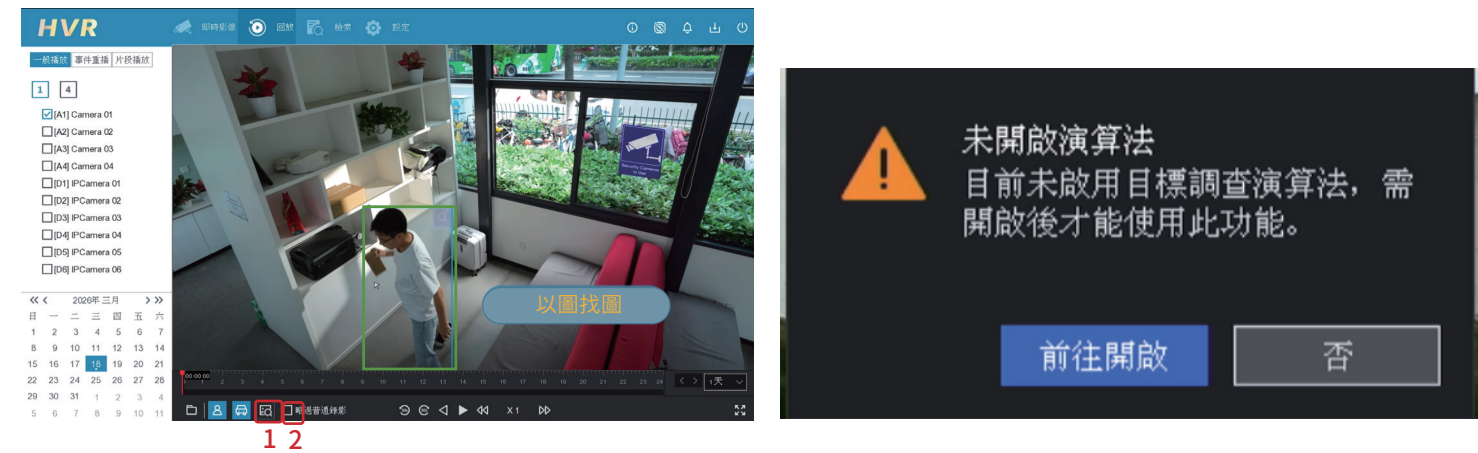 HVR
即時影像
回放
檢索
設定
一般播放
事件重播
片段播放
1
4
[A1] Camera 01
[A2] Camera 02
[A3] Camera 03
[A4] Camera 04
[D1] IPCamera 01
[D2] IPCamera 02
[D3] IPCamera 03
[D4] IPCamera 04
[D5] IPCamera 05
[D6] IPCamera 06
2026年 三月
日 一 二 三 四 五 六
1 2 3 4 5 6 7
8 9 10 11 12 13 14
15 16 17 18 19 20 21
22 23 24 25 26 27 28
29 30 31 1 2 3 4
5 6 7 8 9 10 11
Security Cameras
in Use
以圖找圖
00:00:00
1 2 3 4 5 6 7 8 9 10 11 12 13 14 15 16 17 18 19 20 21 22 23 24
1天
略過普通錄影
X 1
1 2
未開啟演算法
目前未啟用目標調查演算法，需
開啟後才能使用此功能。
前往開啟
否